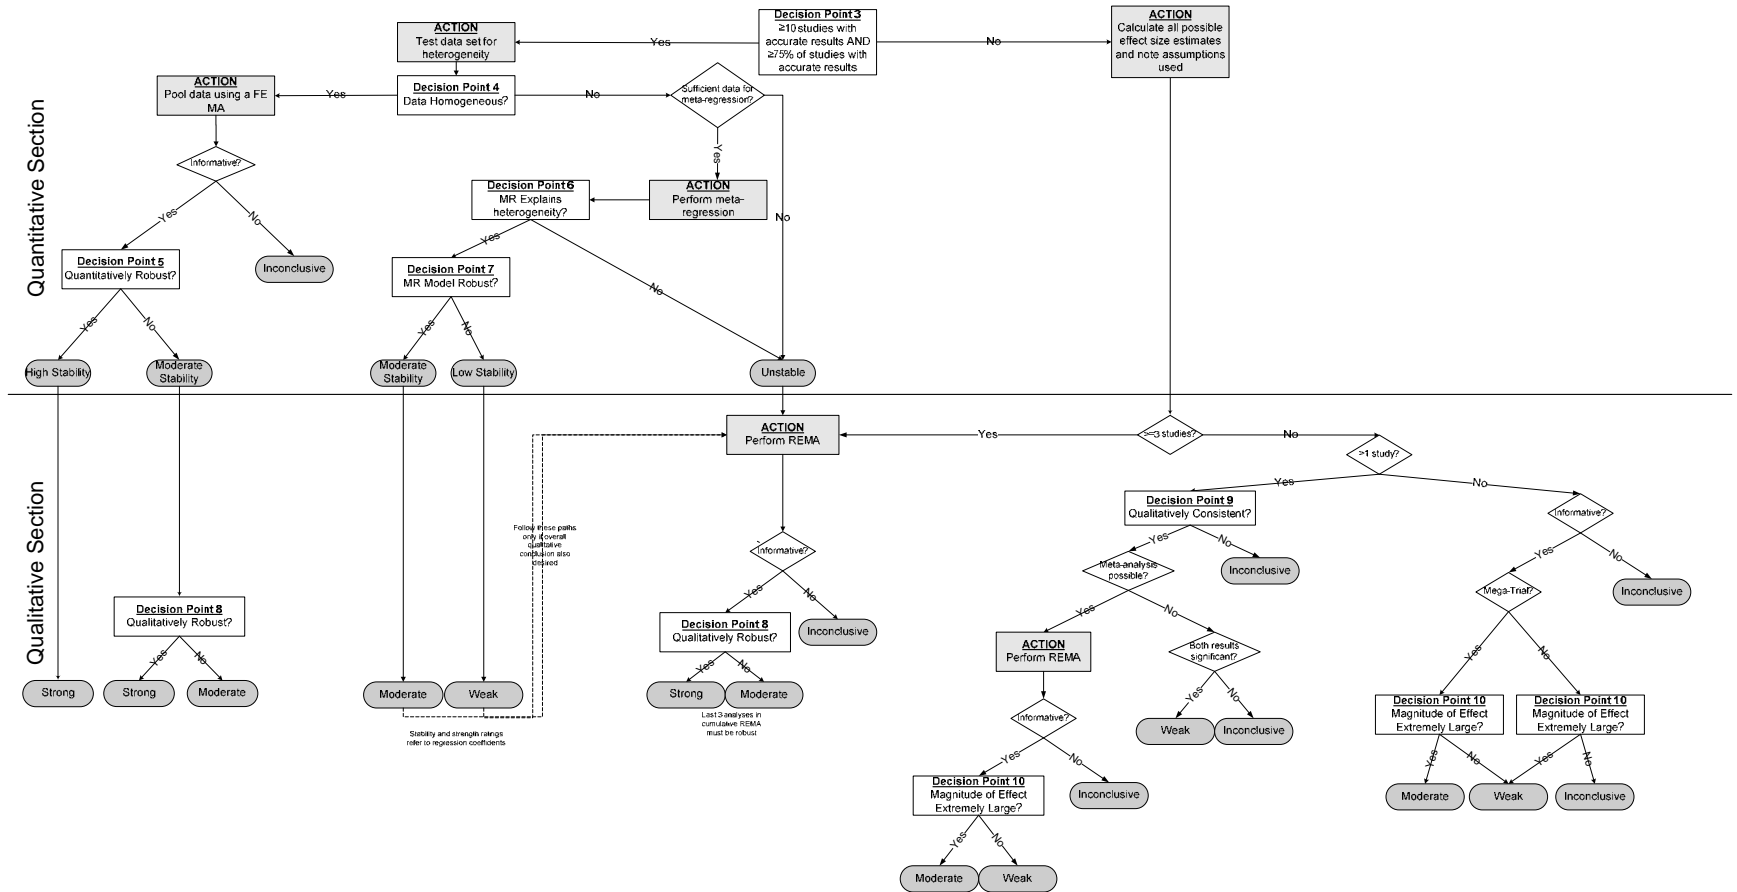 Quantitative Section
Qualitative Section
Decision Point 3
≥10 studies with
accurate results AND
≥75% of studies with
accurate results
Yes
No
ACTION
Test data set for
heterogeneity
ACTION
Calculate all possible
effect size estimates
and note assumptions
used
Decision Point 4
Data Homogeneous?
Yes
No
ACTION
Pool data using a FE
MA
Sufficient data for
meta-regression?
Yes
No
Informative?
Yes
No
ACTION
Perform meta-
regression
Decision Point 6
MR Explains
heterogeneity?
Yes
No
Decision Point 5
Quantitatively Robust?
Inconclusive
Decision Point 7
MR Model Robust?
Yes
No
Yes
No
High Stability
Moderate
Stability
Moderate
Stability
Low Stability
Unstable
ACTION
Perform REMA
Yes
>=3 studies?
No
>1 study?
Yes
No
Decision Point 9
Qualitatively Consistent?
Yes
No
Informative?
Yes
No
Follow these paths
only if overall
qualitative
conclusion also
desired
Informative?
Yes
No
Meta-analysis
possible?
Yes
No
Inconclusive
Mega-Trial?
Yes
No
Inconclusive
Decision Point 8
Qualitatively Robust?
Yes
No
Decision Point 8
Qualitatively Robust?
Yes
No
Inconclusive
ACTION
Perform REMA
Both results
significant?
Yes
No
Strong
Strong
Moderate
Moderate
Weak
Strong
Moderate
Last 3 analyses in
cumulative REMA
must be robust
Stability and strength ratings
refer to regression coefficients
Informative?
Yes
No
Weak
Inconclusive
Decision Point 10
Magnitude of Effect
Extremely Large?
Yes
No
Decision Point 10
Magnitude of Effect
Extremely Large?
Yes
No
Decision Point 10
Magnitude of Effect
Extremely Large?
Yes
No
Inconclusive
Moderate
Weak
Inconclusive
Moderate
Weak